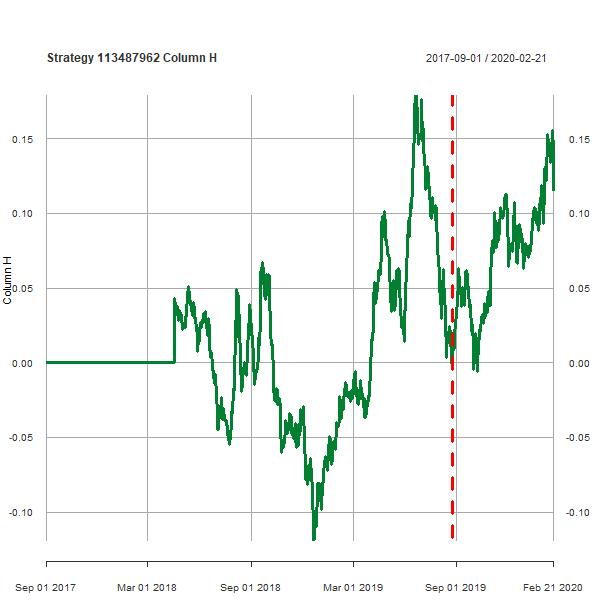 Strategy 113487962 Column H
2017-09-01 / 2020-02-21
0.15 0.15
0.10 0.10
0.05 0.05
0.00 0.00
-0.05 -0.05
-0.10 -0.10
Column H
Sep 01 2017 Mar 01 2018 Sep 01 2018 Mar 01 2019 Sep 01 2019 Feb 21 2020